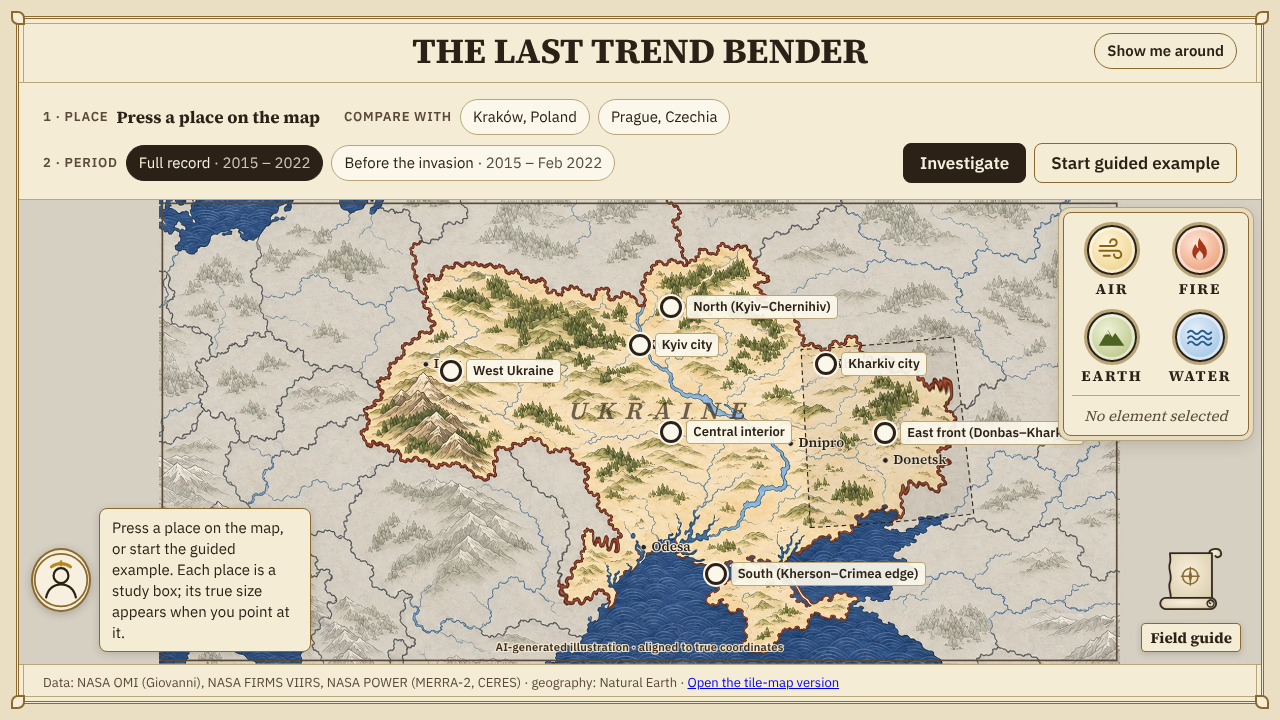 THE LAST TREND BENDER
Show me around
1 · PLACE Press a place on the map COMPARE WITH Kraków, Poland Prague, Czechia
2 · PERIOD Full record · 2015 – 2022 Before the invasion · 2015 – Feb 2022 Investigate Start guided example
AIR FIRE
EARTH WATER
No element selected
North (Kyiv–Chernihiv)
Kyiv city
Kharkiv city
West Ukraine
UKRAINE
Central interior
East front (Donbas–Khark
Dnipro
Donetsk
Odesa
South (Kherson–Crimea edge)
AI-generated illustration · aligned to true coordinates
Press a place on the map,
or start the guided
example. Each place is a
study box; its true size
appears when you point at
it.
Field guide
Data: NASA OMI (Giovanni), NASA FIRMS VIIRS, NASA POWER (MERRA-2, CERES) · geography: Natural Earth · Open the tile-map version